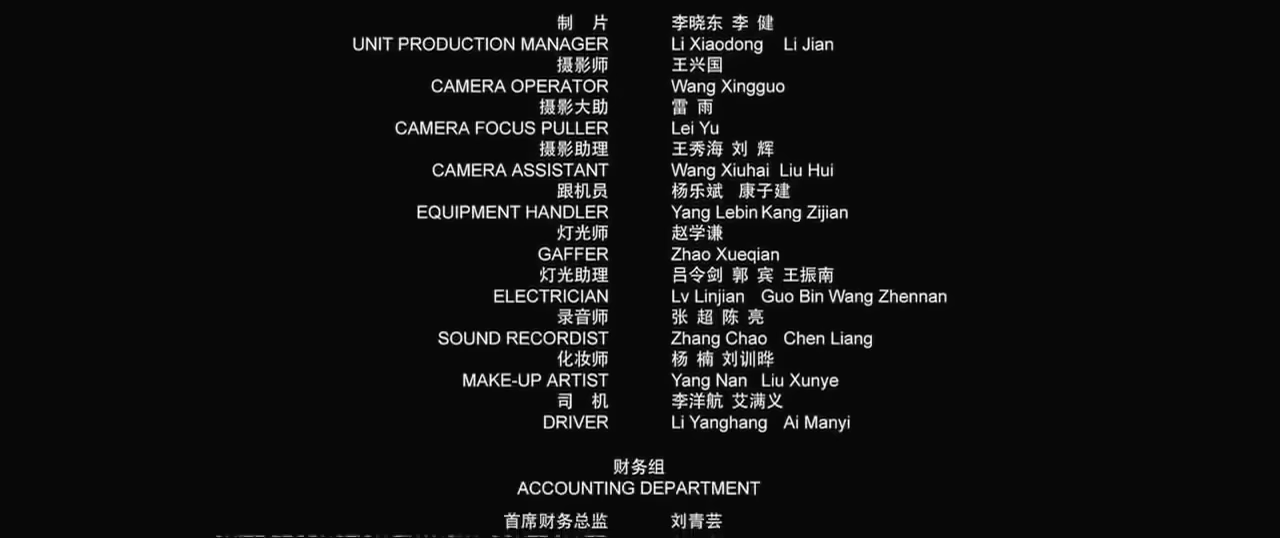 制 片 李晓东 李 健
UNIT PRODUCTION MANAGER Li Xiaodong Li Jian
摄影师 王兴国
CAMERA OPERATOR Wang Xingguo
摄影大助 雷 雨
CAMERA FOCUS PULLER Lei Yu
摄影助理 王秀海 刘 辉
CAMERA ASSISTANT Wang Xiuhai Liu Hui
跟机员 杨乐斌 康子建
EQUIPMENT HANDLER Yang Lebin Kang Zijian
灯光师 赵学谦
GAFFER Zhao Xueqian
灯光助理 吕令剑 郭 宾 王振南
ELECTRICIAN Lv Linjian Guo Bin Wang Zhennan
录音师 张 超 陈 亮
SOUND RECORDIST Zhang Chao Chen Liang
化妆师 杨 楠 刘训晔
MAKE-UP ARTIST Yang Nan Liu Xunye
司 机 李洋航 艾满义
DRIVER Li Yanghang Ai Manyi
财务组
ACCOUNTING DEPARTMENT
首席财务总监 刘青芸